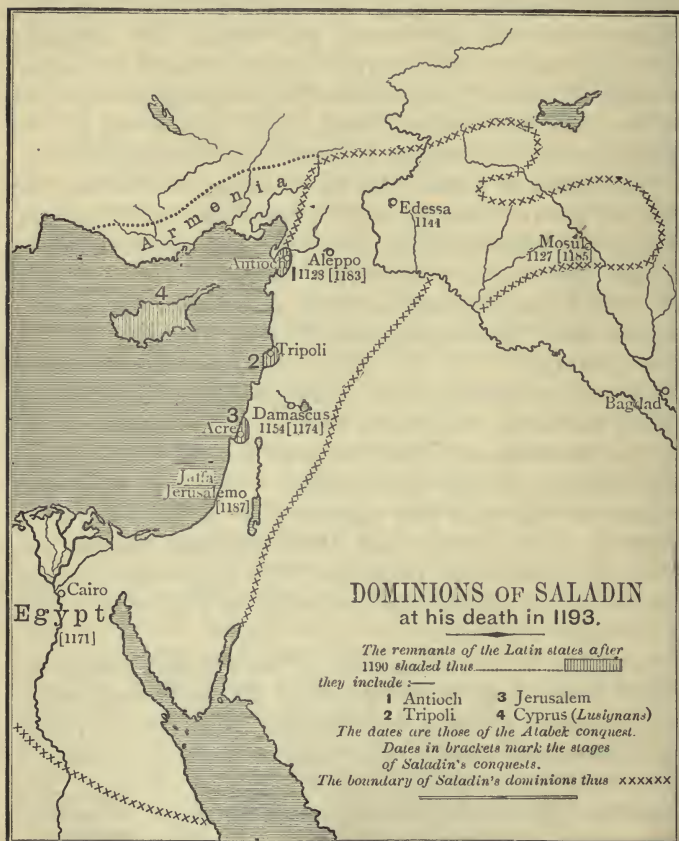 Armenia
Edessa
1144
Antioch
Aleppo
1128 [1183]
Mosul
1127 [1185]
4
Tripoli
2
3
Damascus
1154 [1174]
Acre
Bagdad
Jaffa
Jerusalemo
[1187]
Cairo
Egypt
[1171]
DOMINIONS OF SALADIN
at his death in 1193.
The remnants of the Latin states after
1190 shaded thus
they include :—
1 Antioch 3 Jerusalem
2 Tripoli 4 Cyprus (Lusignans)
The dates are those of the Atabek conquest.
Dates in brackets mark the stages
of Saladin's conquests.
The boundary of Saladin's dominions thus xxxxxx